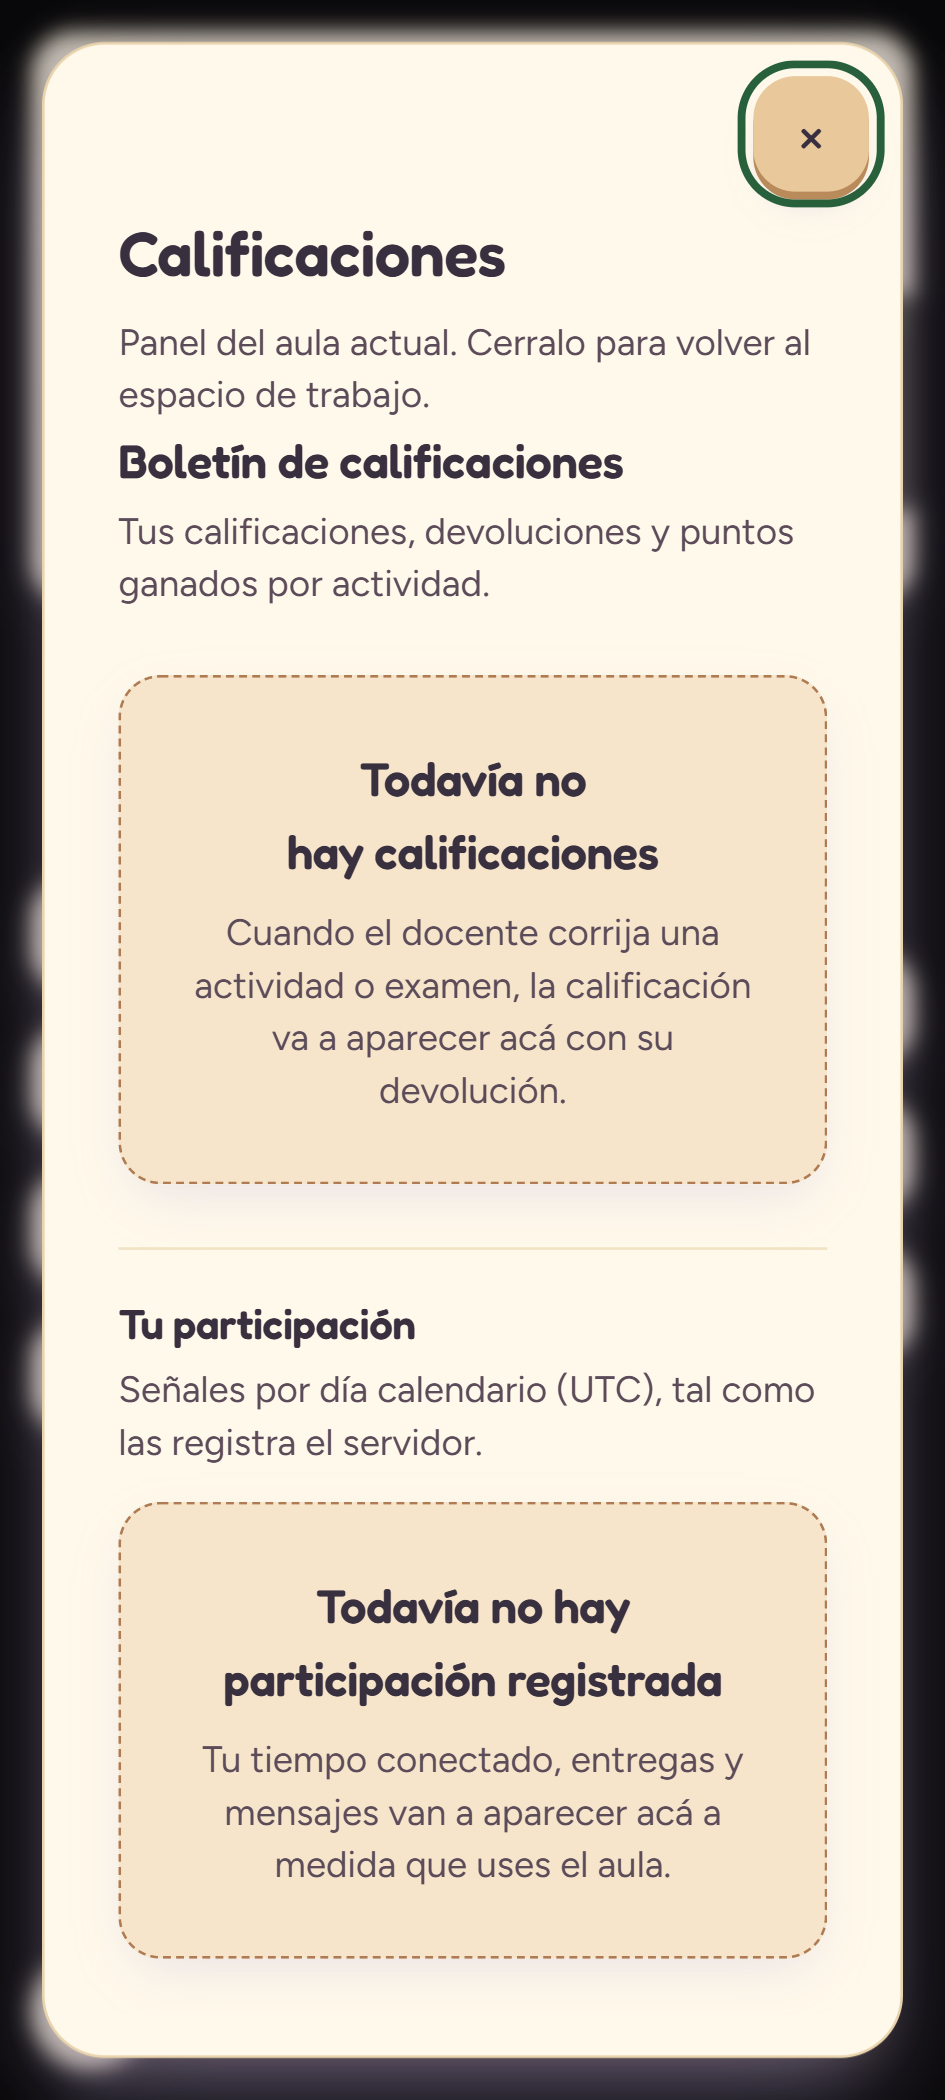 ×
Calificaciones
Panel del aula actual. Cerralo para volver al
espacio de trabajo.
Boletín de calificaciones
Tus calificaciones, devoluciones y puntos
ganados por actividad.
Todavía no
hay calificaciones
Cuando el docente corrija una
actividad o examen, la calificación
va a aparecer acá con su
devolución.
Tu participación
Señales por día calendario (UTC), tal como
las registra el servidor.
Todavía no hay
participación registrada
Tu tiempo conectado, entregas y
mensajes van a aparecer acá a
medida que uses el aula.